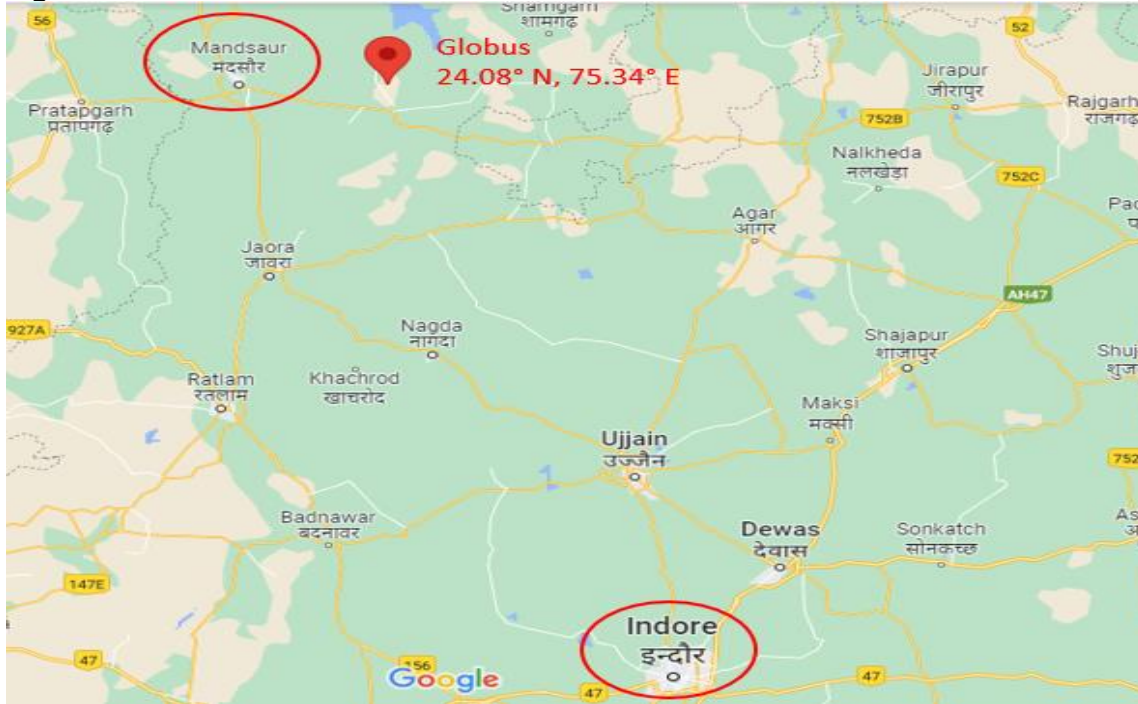 56
शामगढ़
52
Mandsaur
मंदसौर
Globus
24.08° N, 75.34° E
Jirapur
जीरापुर
Pratapgarh
प्रतापगढ़
Rajgarh
राजगढ़
752B
Nalkheda
नलखेड़ा
752C
Agar
आगर
Jaora
जावरा
AH47
927A
Nagda
नागदा
Shajapur
शाजापुर
Ratlam
रतलाम
Khachrod
खाचरोद
Maksi
मक्सी
Ujjain
उज्जैन
752
Badnawar
बदनावर
Dewas
देवास
Sonkatch
सोनकच्छ
147E
Indore
इन्दौर
47
156
Google
47
47